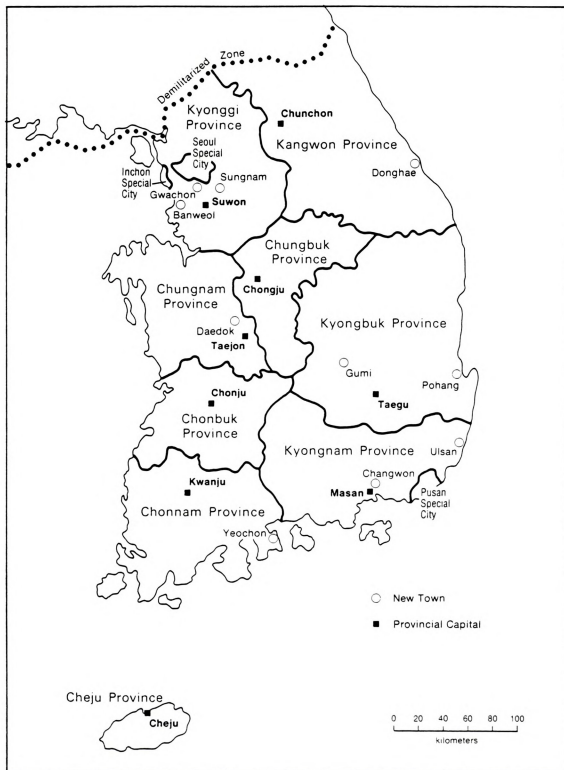 Demilitarized
Zone
Kyonggi
Province
Chunchon
Kangwon Province
Seoul
Special
City
Donghae
Inchon
Special
City
Sungnam
Gwachon
Banweol
Suwon
Chungbuk
Province
Chungnam
Province
Chongju
Kyongbuk Province
Daedok
Taejon
Gumi
Pohang
Chonju
Taegu
Chonbuk
Province
Kyongnam Province
Ulsan
Kwanju
Changwon
Masan
Pusan
Special
City
Chonnam Province
Yeochon
New Town
Provincial Capital
Cheju Province
Cheju
0 20 40 60 80 100
kilometers